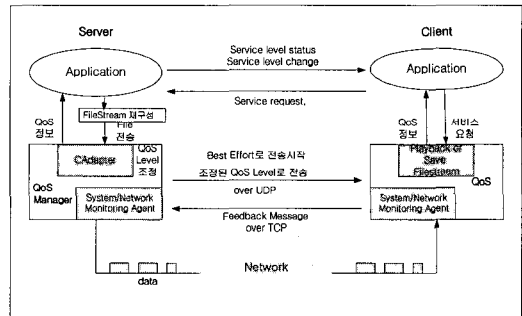 Server
Client
Application
Service level status
Service level change
Service request,
Application
QoS
정보
FileStream 재구성
File
전송
QoS
Level
조정
CAdapter
QoS
Manager
System/Network
Monitoring Agent
Best Effort로 전송시작
조정된 QoS Level로 전송
over UDP
Feedback Message
over TCP
QoS
정보
서비스
요청
Playback or
Save
Filestream
QoS
System/Network
Monitoring Agent
Network
data